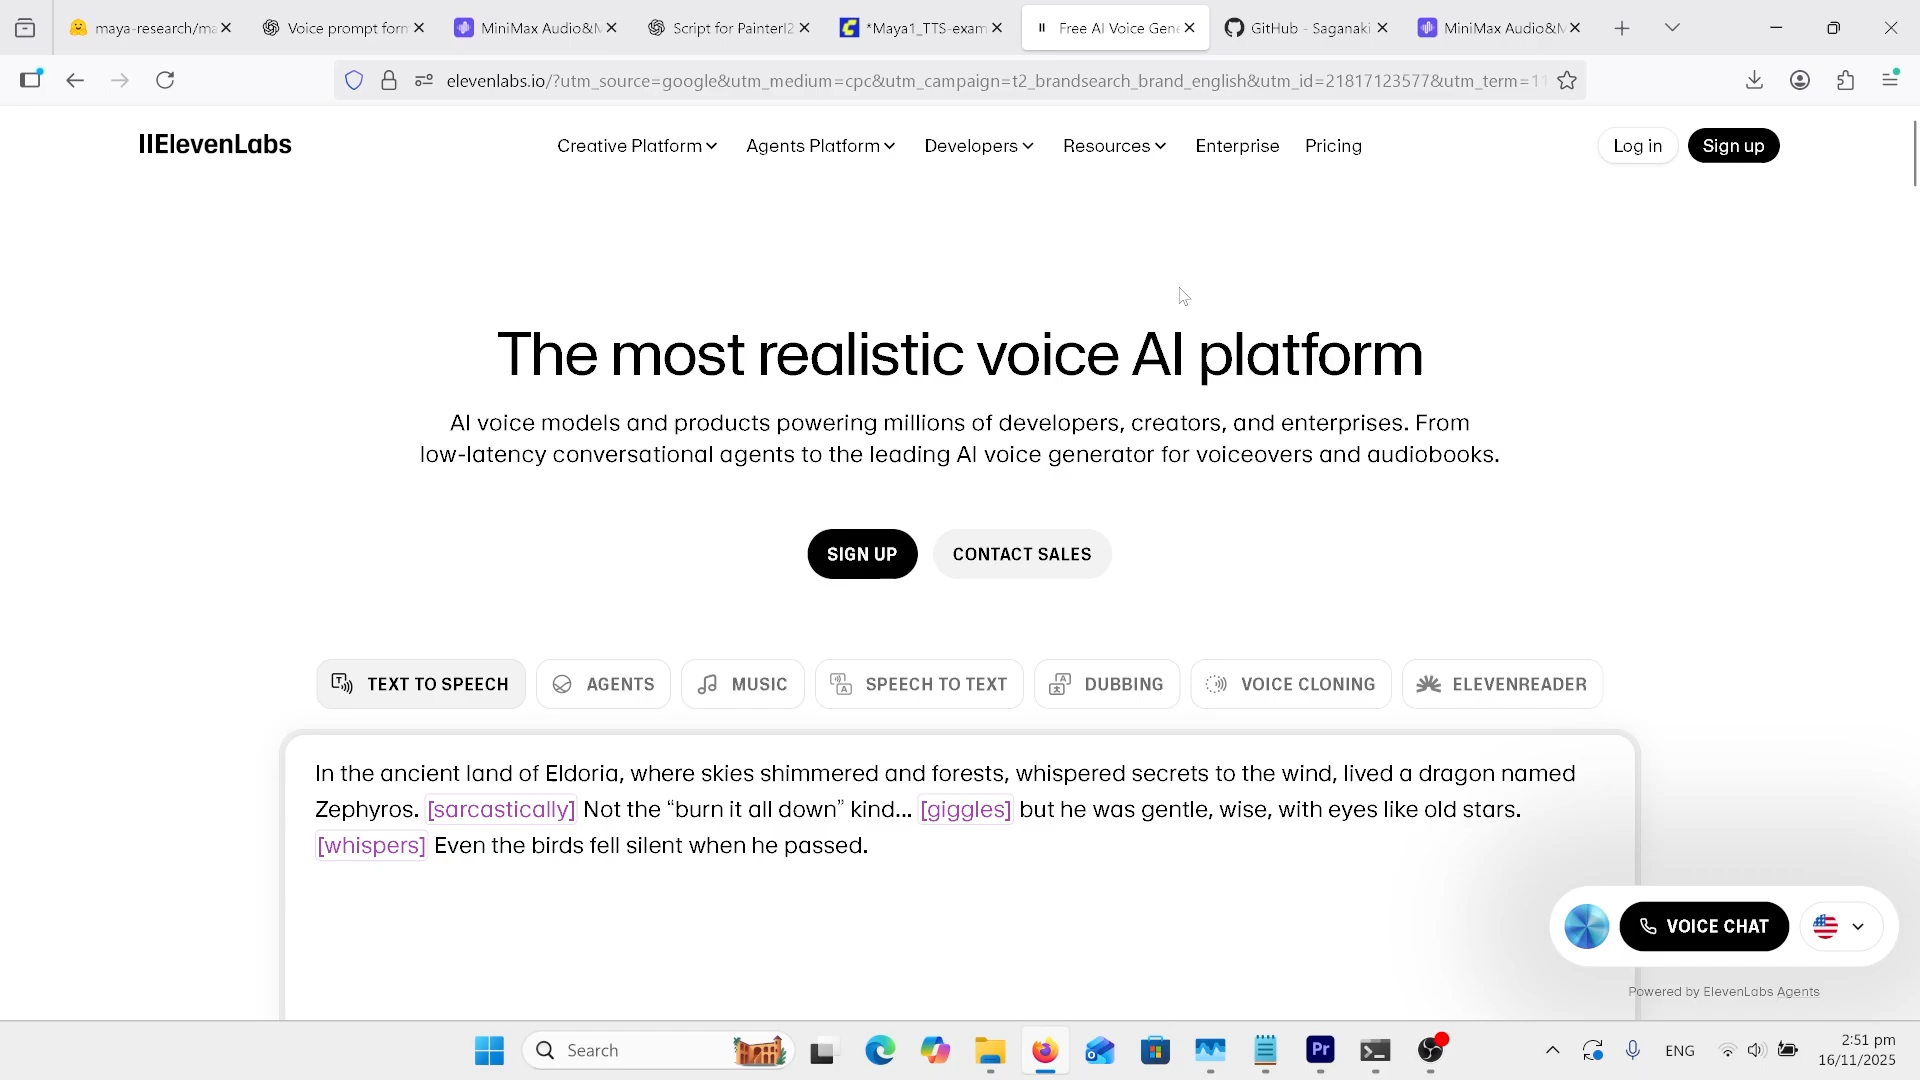 maya-research/ma
Voice prompt form
MiniMax Audio&M
Script for PainterI2
*Maya1_TTS-exam
Free AI Voice Gene
GitHub - Saganaki
MiniMax Audio&M
elevenlabs.io/?utm_source=google&utm_medium=cpc&utm_campaign=t2_brandsearch_brand_english&utm_id=21817123577&utm_term=11
IIElevenLabs
Creative Platform
Agents Platform
Developers
Resources
Enterprise
Pricing
Log in
Sign up
The most realistic voice AI platform
AI voice models and products powering millions of developers, creators, and enterprises. From
low-latency conversational agents to the leading AI voice generator for voiceovers and audiobooks.
SIGN UP
CONTACT SALES
TEXT TO SPEECH
AGENTS
MUSIC
SPEECH TO TEXT
DUBBING
VOICE CLONING
ELEVENREADER
In the ancient land of Eldoria, where skies shimmered and forests, whispered secrets to the wind, lived a dragon named
Zephyros. [sarcastically] Not the “burn it all down” kind... [giggles] but he was gentle, wise, with eyes like old stars.
[whispers] Even the birds fell silent when he passed.
VOICE CHAT
Powered by ElevenLabs Agents
Search
Pr
ENG
2:51 pm
16/11/2025